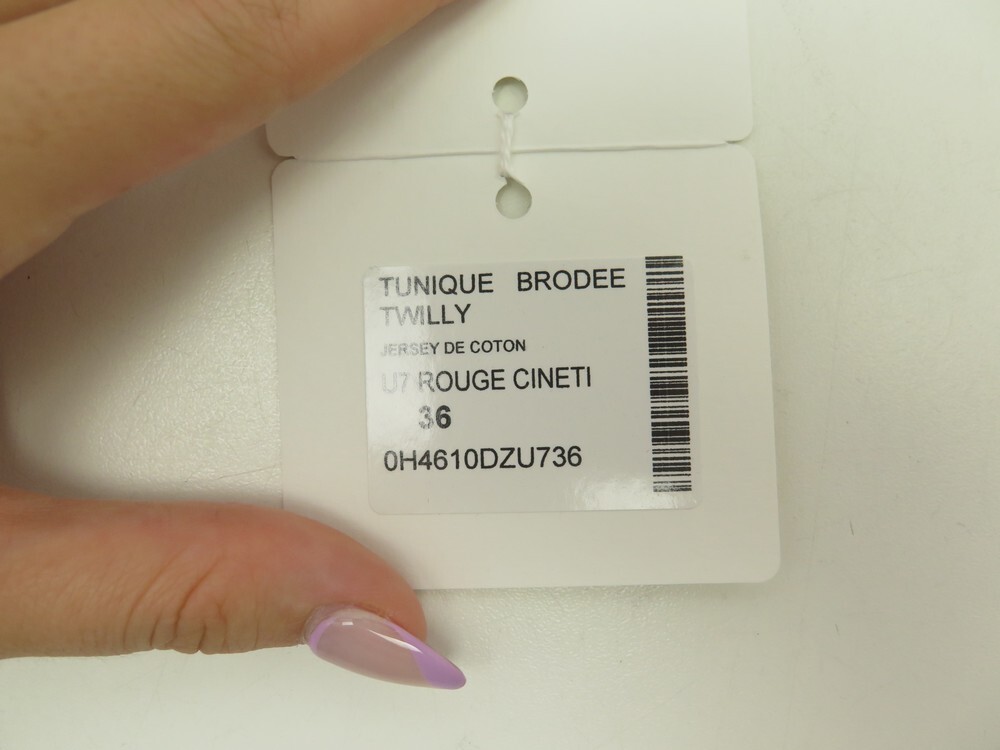 TUNIQUE BRODEE
TWILLY
JERSEY DE COTON
U7 ROUGE CINETI
36
0H4610DZU736